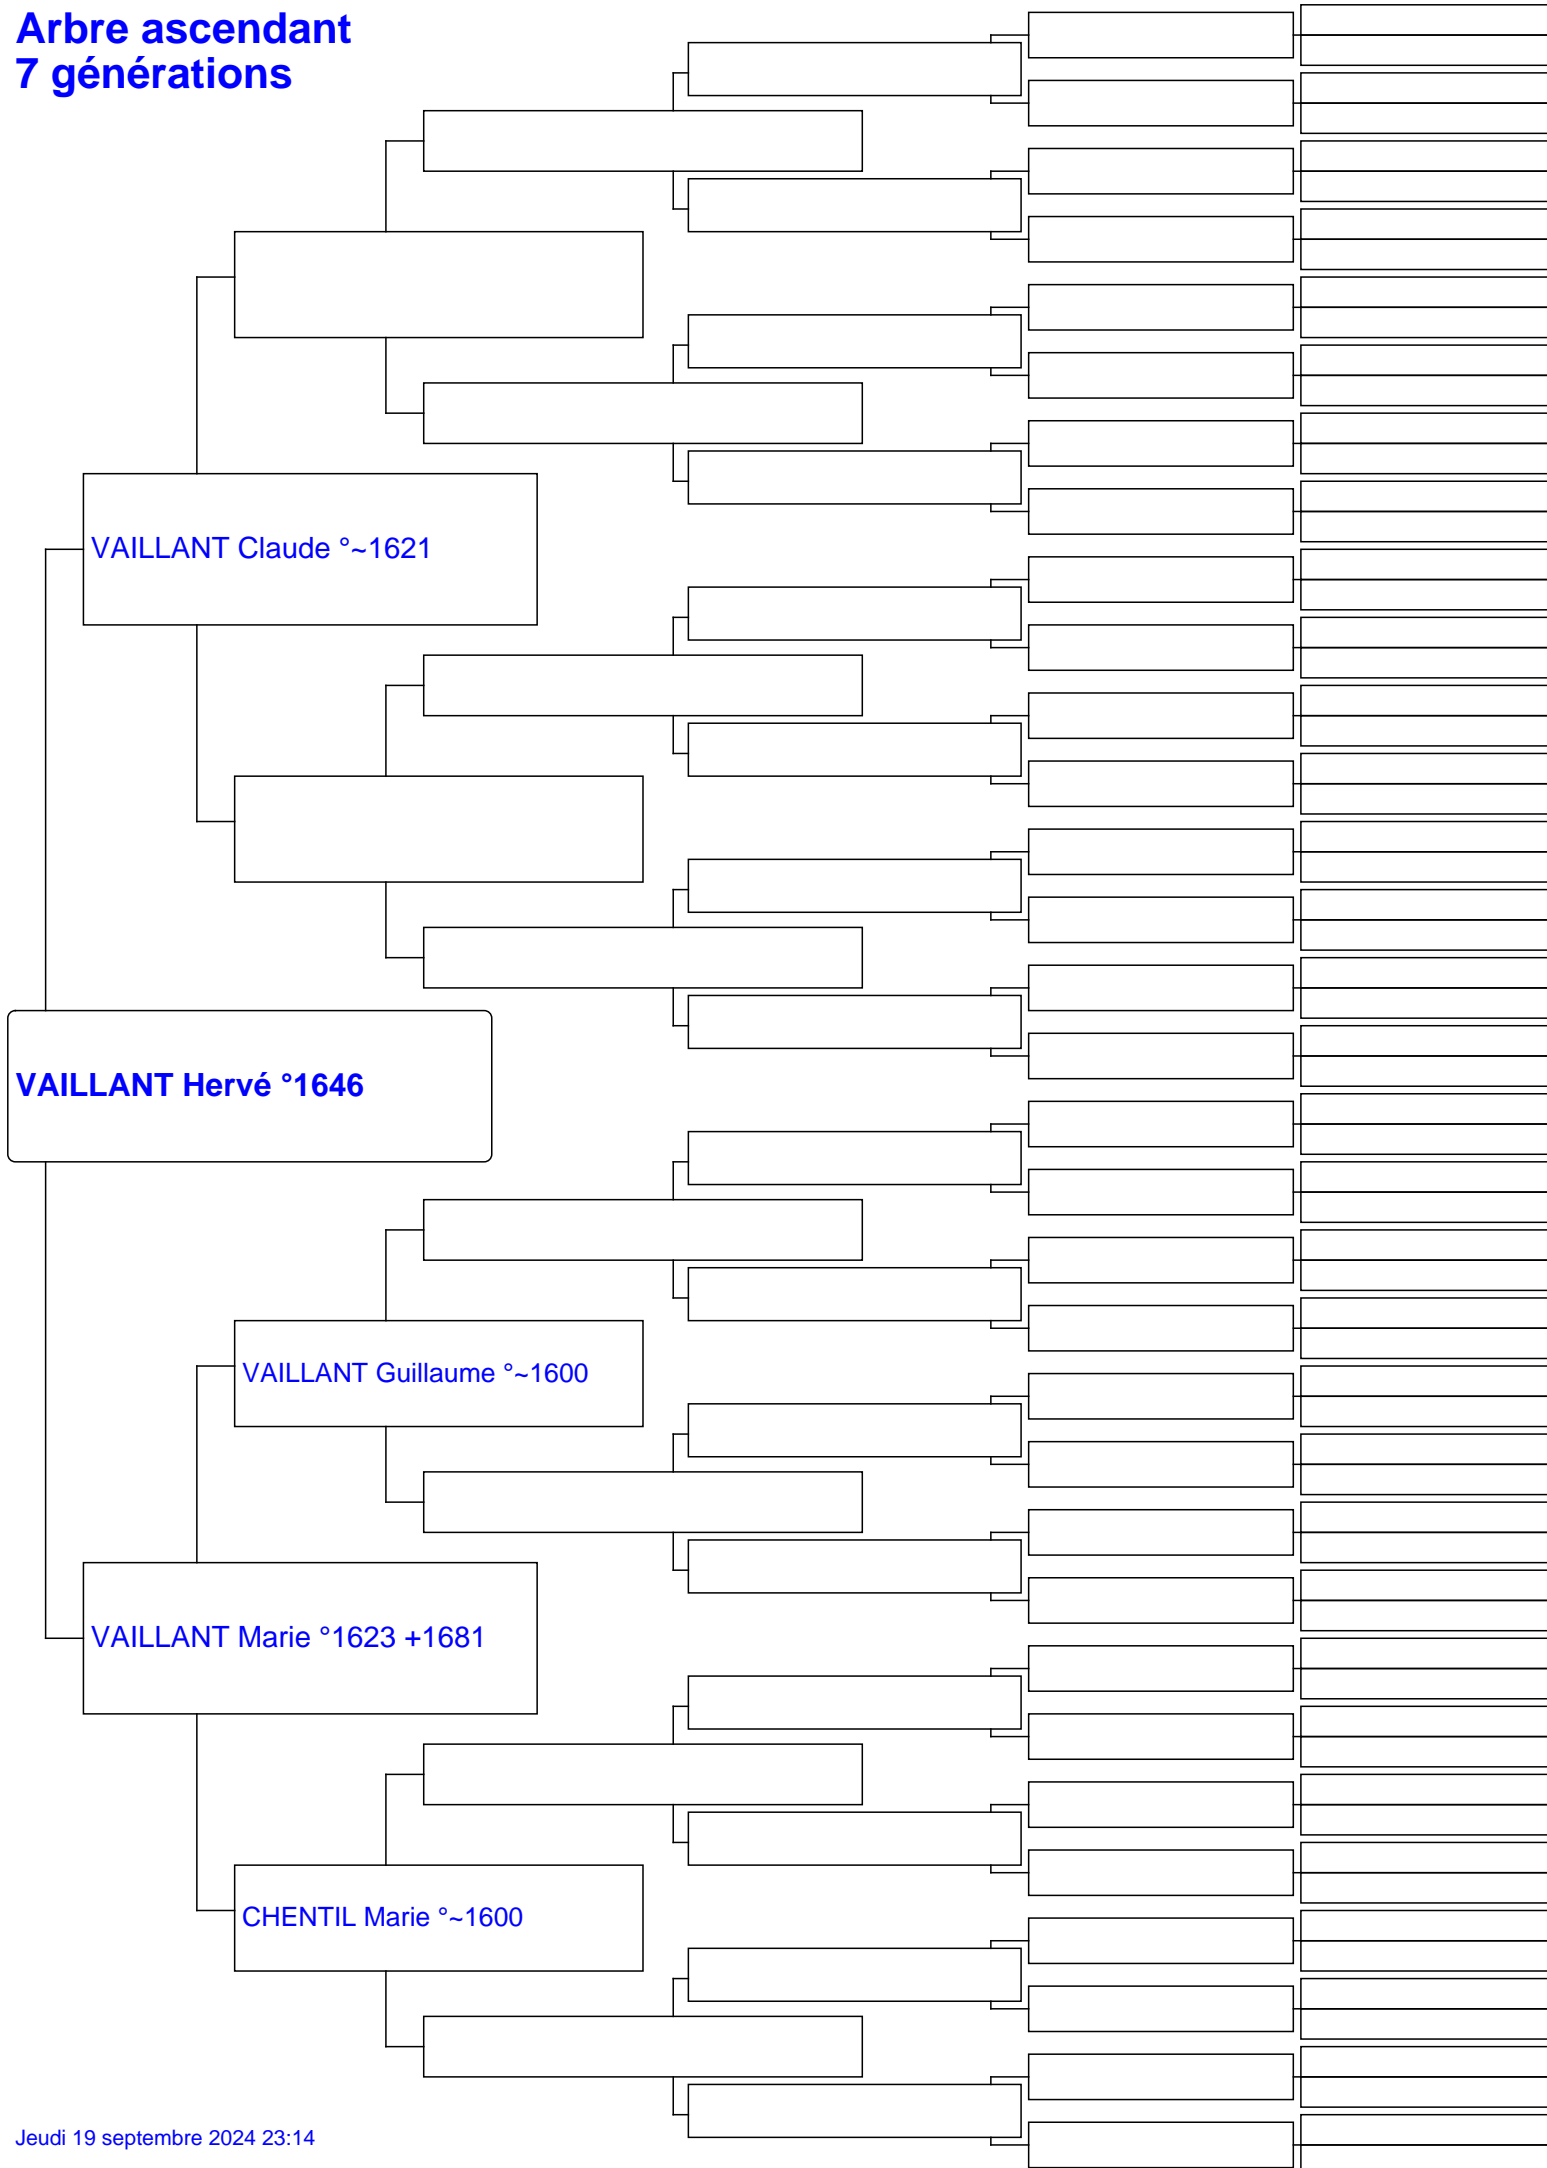 Arbre ascendant
7 générations
VAILLANT Claude °~1621
VAILLANT Hervé °1646
VAILLANT Guillaume °~1600
VAILLANT Marie °1623 +1681
CHENTIL Marie °~1600
Jeudi 19 septembre 2024 23:14